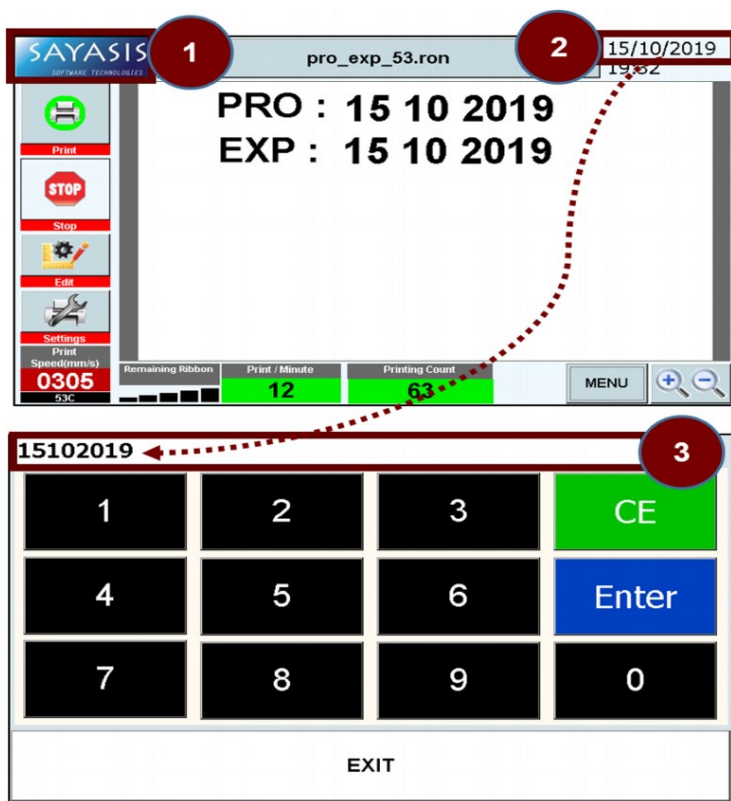 SAYASIS
SOFTWARE TECHNOLOGIES
1
pro_exp_53.ron
2
15/10/2019
19:32
PRO : 15 10 2019
EXP : 15 10 2019
Print
STOP
Stop
Edit
Settings
Print
Speed(mm/s)
0305
53C
Remaining Ribbon
Print / Minute
12
Printing Count
63
MENU
15102019
3
1 2 3 CE
4 5 6 Enter
7 8 9 0
EXIT